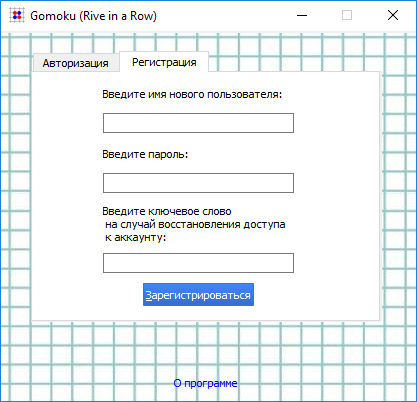 Gomoku (Rive in a Row)
Авторизация
Регистрация
Введите имя нового пользователя:
Введите пароль:
Введите ключевое слово
на случай восстановления доступа
к аккаунту:
Зарегистрироваться
О программе